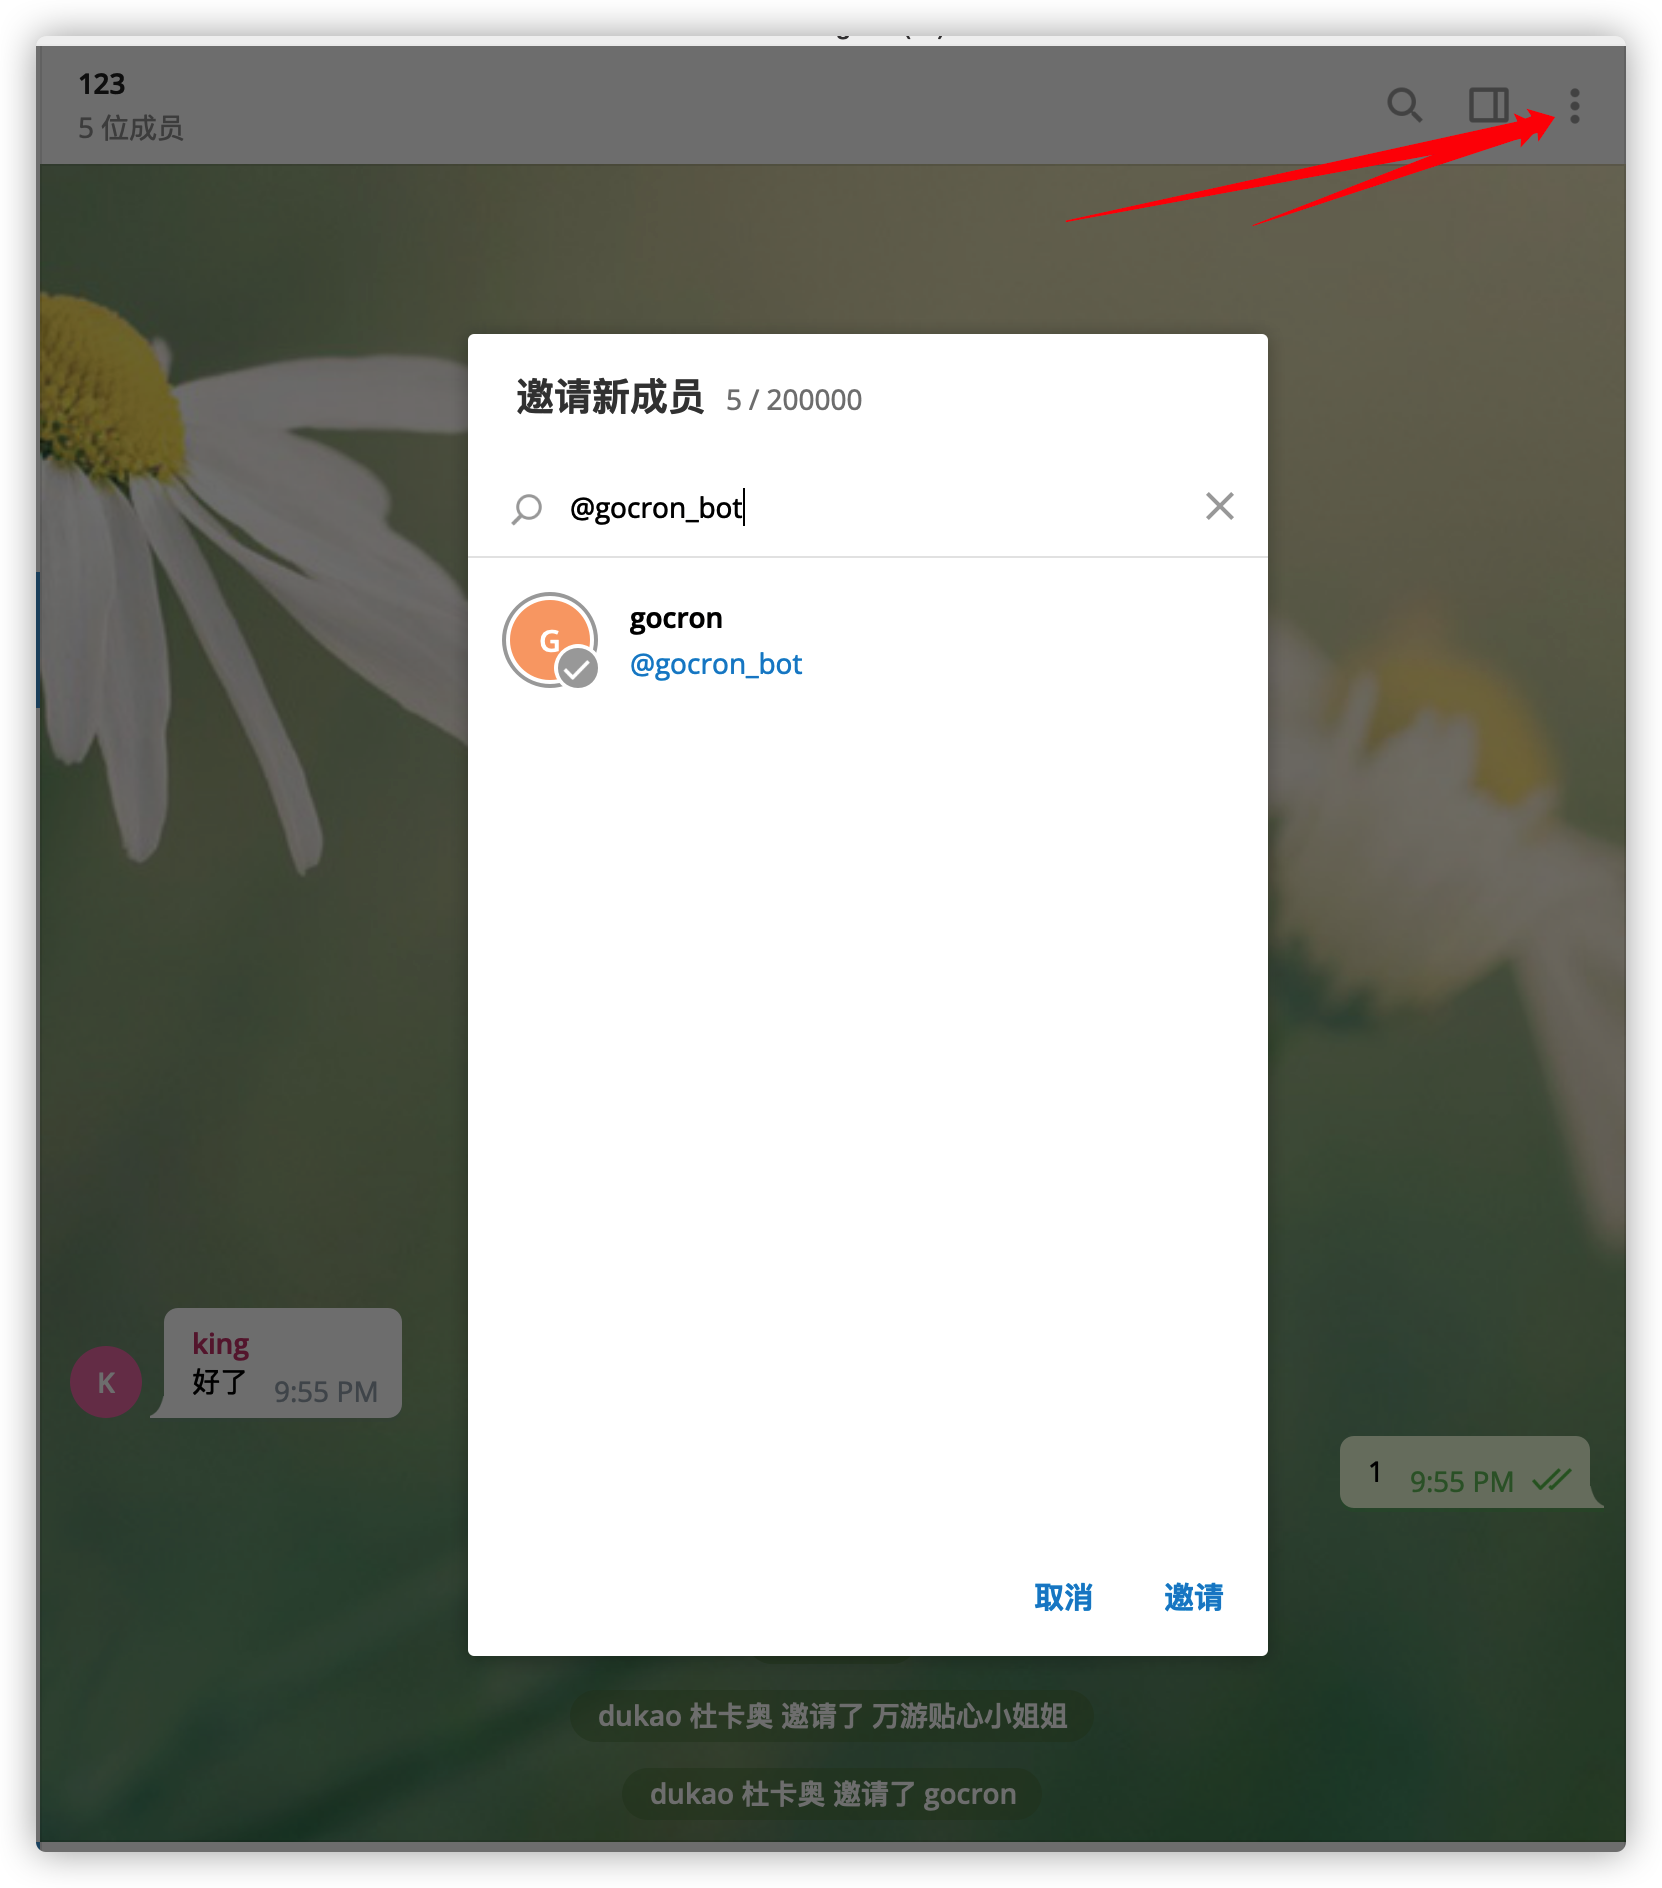 123
5 位成员
邀请新成员 5 / 200000
@gocron_bot
G
gocron
@gocron_bot
king
K
好了 9:55 PM
1 9:55 PM
取消 邀请
dukao 杜卡奥 邀请了 万游贴心小姐姐
dukao 杜卡奥 邀请了 gocron